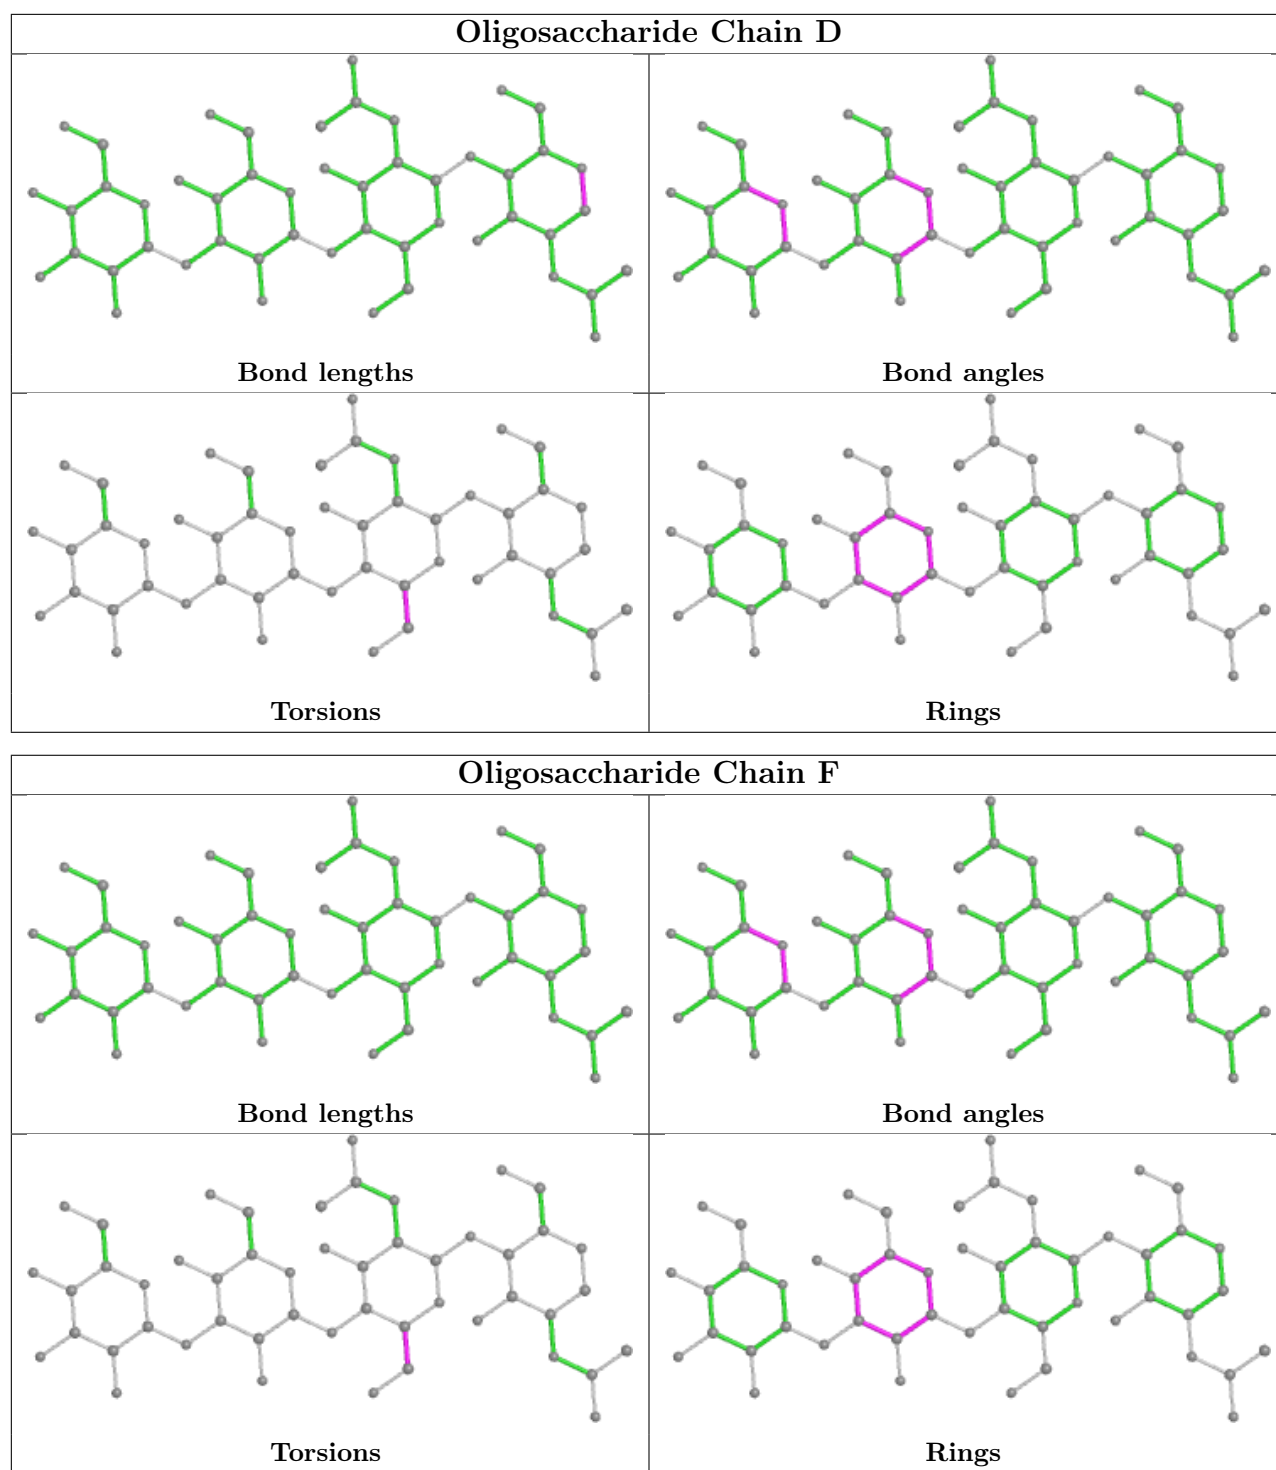 Oligosaccharide Chain D
Bond lengths
Bond angles
Torsions
Rings
Oligosaccharide Chain F
Bond lengths
Bond angles
Torsions
Rings